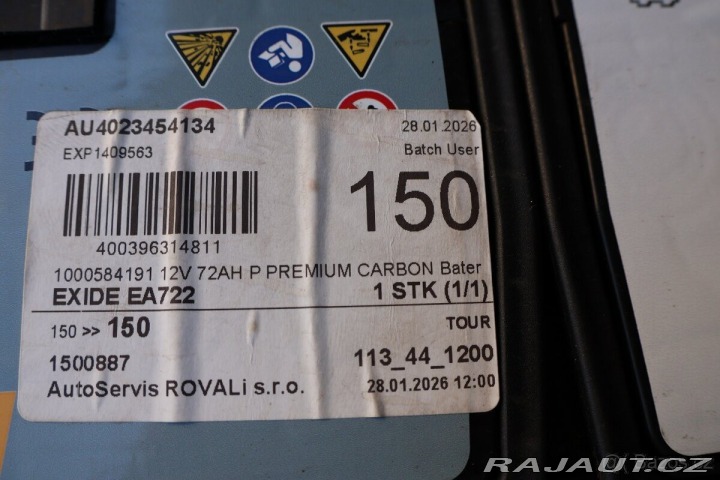 AU4023454134
28.01.2026
EXP1409563
Batch User
150
400396314811
1000584191 12V 72AH P PREMIUM CARBON Bater
EXIDE EA722
1 STK (1/1)
150 >> 150
TOUR
1500887
113_44_1200
AutoServis ROVALi s.r.o.
28.01.2026 12:00
RAJAUT.CZ